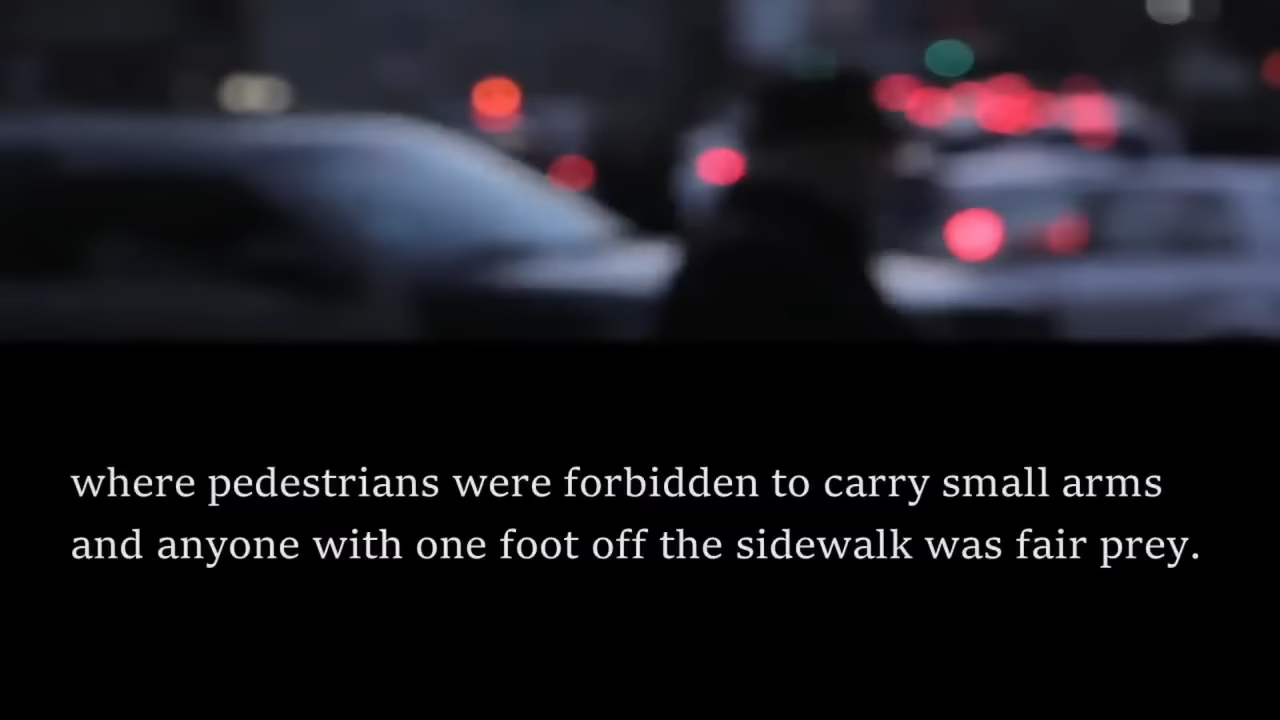 where pedestrians were forbidden to carry small arms
and anyone with one foot off the sidewalk was fair prey.